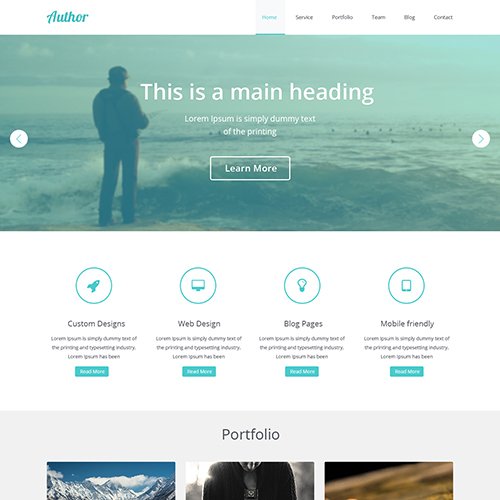 Author
Home Service Portfolio Team Blog Contact
This is a main heading
Lorem Ipsum is simply dummy text
of the printing
Learn More
Custom Designs
Lorem Ipsum is simply dummy text of
the printing and typesetting industry.
Lorem Ipsum has been
Read More
Web Design
Lorem Ipsum is simply dummy text of
the printing and typesetting industry.
Lorem Ipsum has been
Read More
Blog Pages
Lorem Ipsum is simply dummy text of
the printing and typesetting industry.
Lorem Ipsum has been
Read More
Mobile friendly
Lorem Ipsum is simply dummy text of
the printing and typesetting industry.
Lorem Ipsum has been
Read More
Portfolio